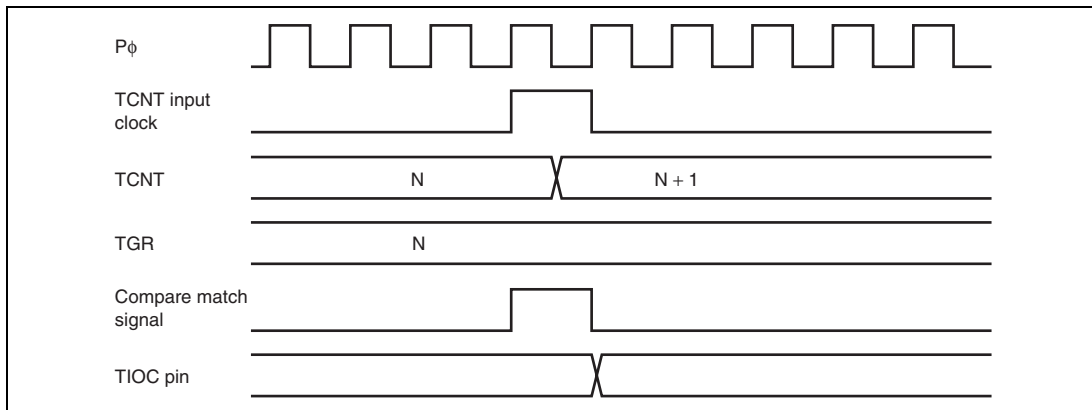 Pϕ
TCNT input
clock
TCNT
N
N + 1
TGR
N
Compare match
signal
TIOC pin